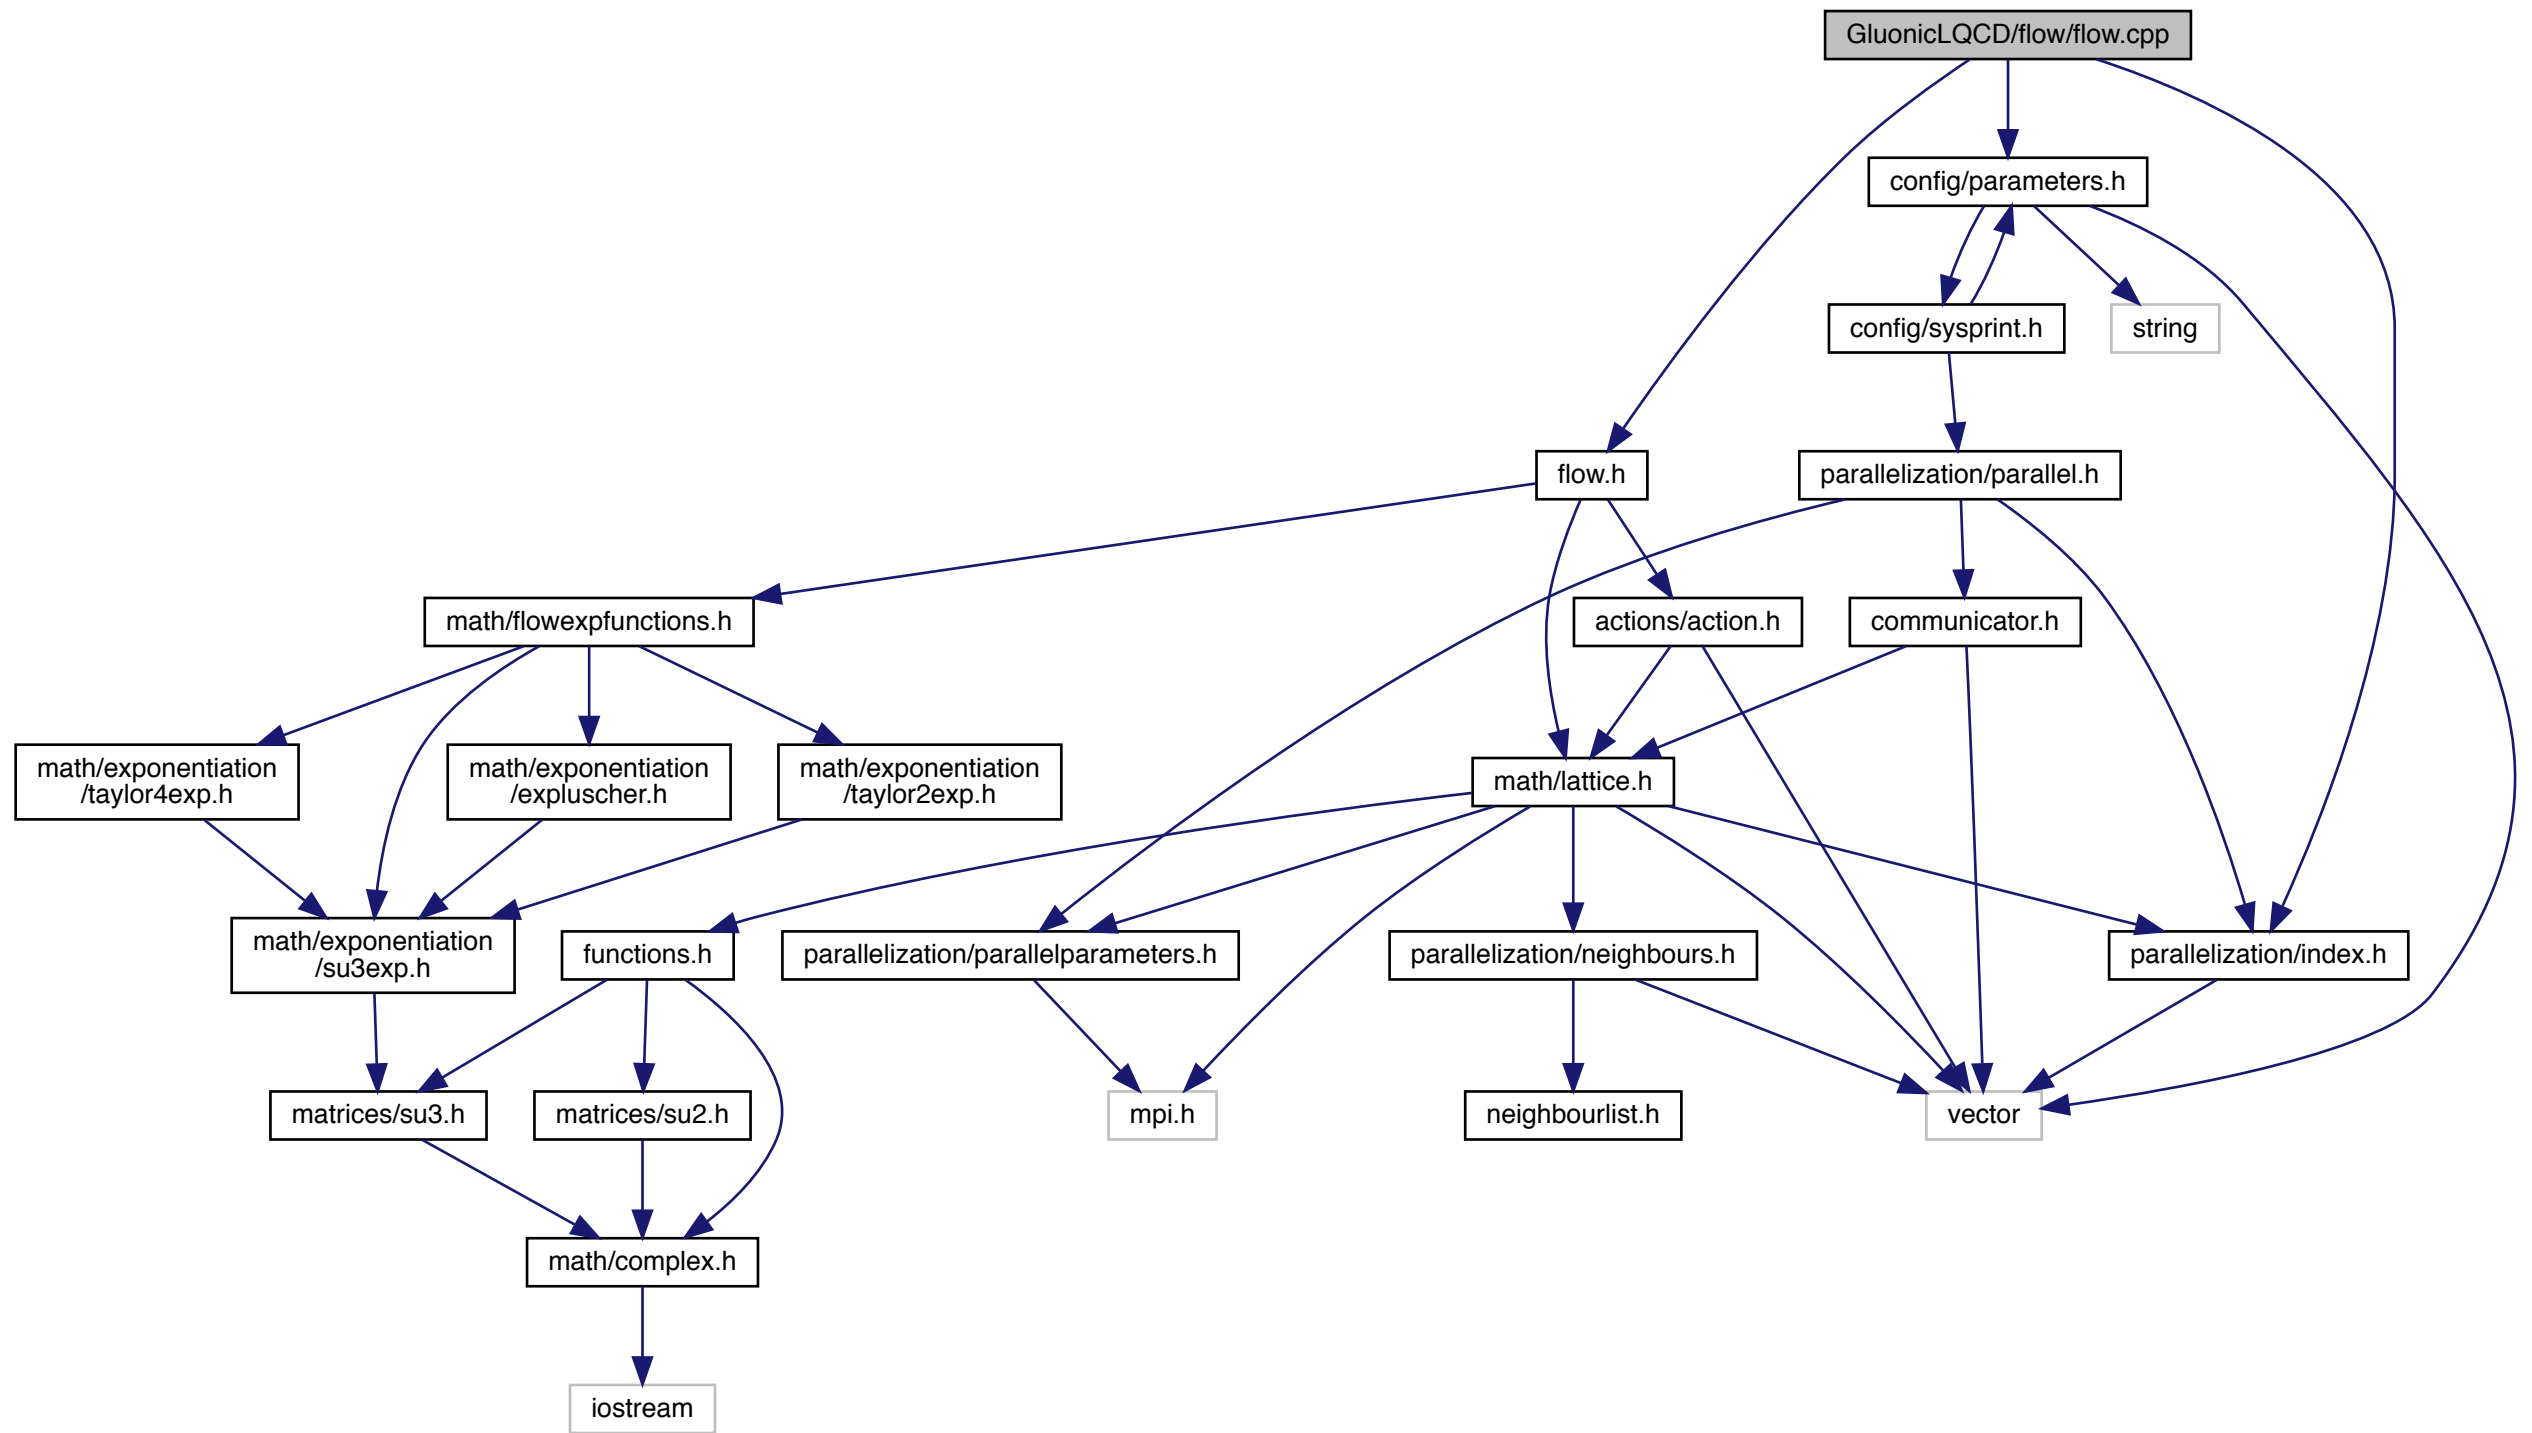 GluonicLQCD/flow/flow.cpp
config/parameters.h
config/sysprint.h
string
flow.h
parallelization/parallel.h
math/flowexpfunctions.h
actions/action.h
communicator.h
math/exponentiation
/taylor4exp.h
math/exponentiation
/expluscher.h
math/exponentiation
/taylor2exp.h
math/lattice.h
math/exponentiation
/su3exp.h
functions.h
parallelization/parallelparameters.h
parallelization/neighbours.h
parallelization/index.h
matrices/su3.h
matrices/su2.h
mpi.h
neighbourlist.h
vector
math/complex.h
iostream